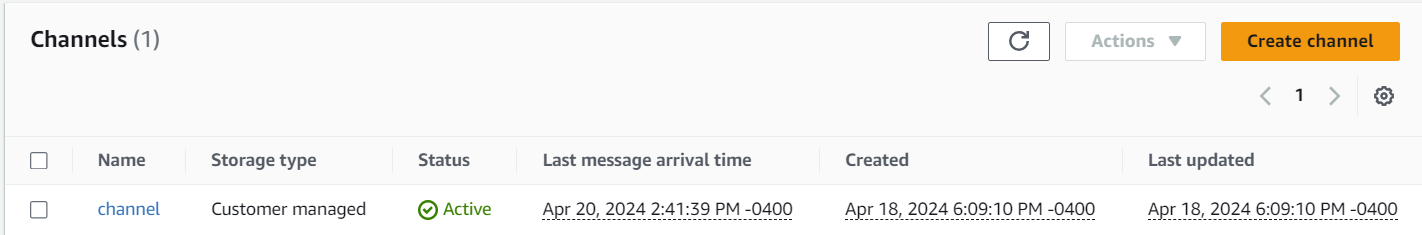 Channels (1)
Actions
Create channel
1
Name Storage type Status Last message arrival time Created Last updated
channel Customer managed Active Apr 20, 2024 2:41:39 PM -0400 Apr 18, 2024 6:09:10 PM -0400 Apr 18, 2024 6:09:10 PM -0400